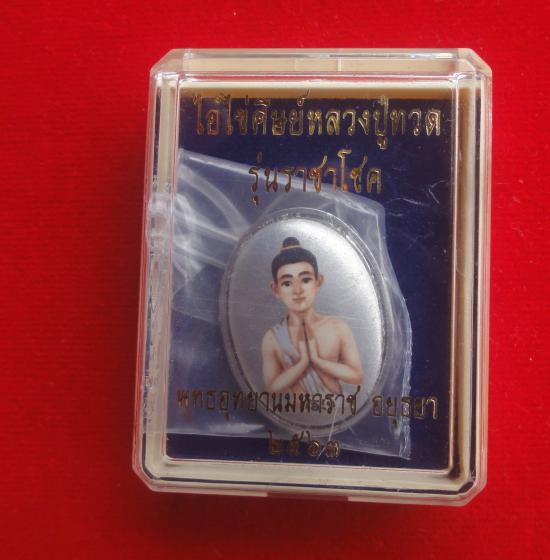 ไอ้ไข่ศิษย์หลวงปู่ทวด
รุ่นราชาโชค
พุทธอุทยานมหาราช อยุธยา
๒๕๖๓